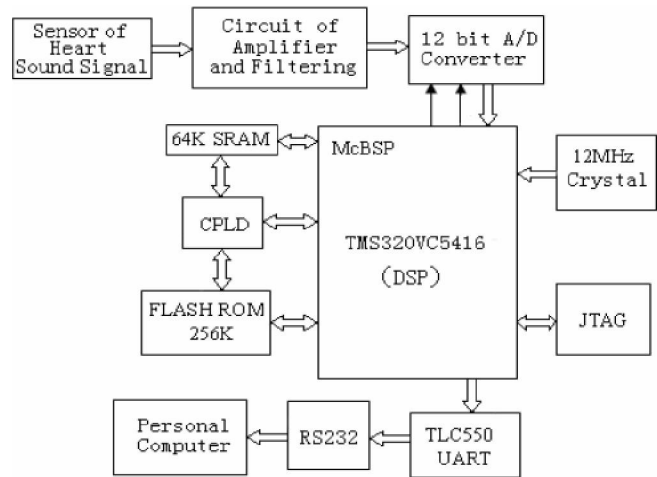 Sensor of
Heart
Sound Signal
Circuit of
Amplifier
and Filtering
12 bit A/D
Converter
64K SRAM
McBSP
12MHz
Crystal
CPLD
TMS320VC5416
(DSP)
FLASH ROM
256K
JTAG
Personal
Computer
RS232
TLC550
UART